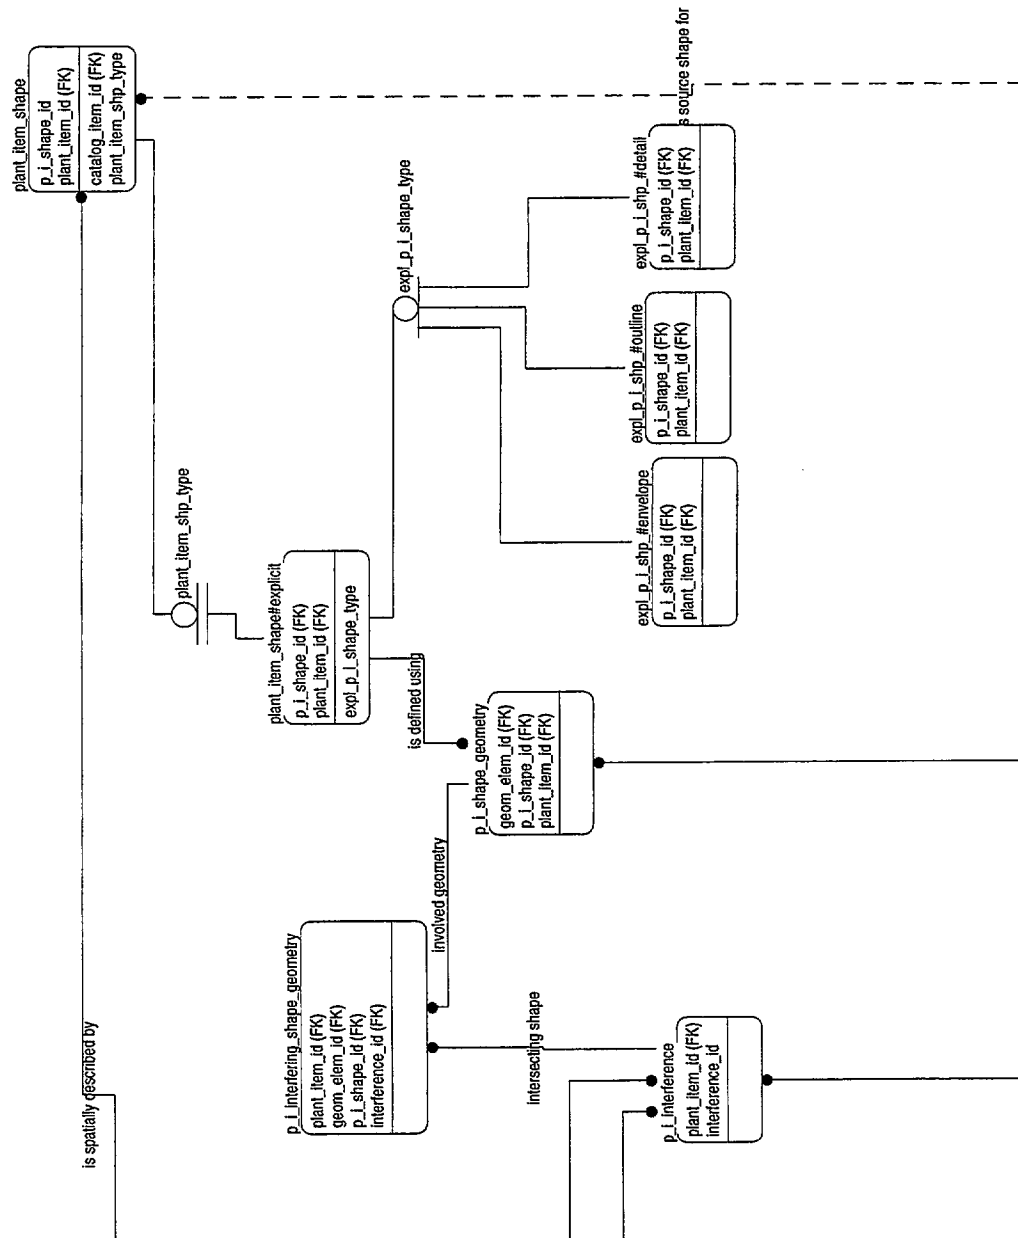 plant_item_shape
p_i_shape_id
plant_item_id (FK)
catalog_item_id (FK)
plant_item_shp_type
is source shape for
expl_p_i_shape_type
expl_p_i_shp_#detail
p_i_shape_id (FK)
plant_item_id (FK)
expl_p_i_shp_#outline
p_i_shape_id (FK)
plant_item_id (FK)
expl_p_i_shp_#envelope
p_i_shape_id (FK)
plant_item_id (FK)
plant_item_shp_type
plant_item_shape#explicit
p_i_shape_id (FK)
plant_item_id (FK)
expl_p_i_shape_type
is defined using
p_i_shape_geometry
geom_elem_id (FK)
p_i_shape_id (FK)
plant_item_id (FK)
involved geometry
p_i_interfering_shape_geometry
plant_item_id (FK)
geom_elem_id (FK)
p_i_shape_id (FK)
interference_id (FK)
is spatially described by
intersecting shape
p_i_interference
plant_item_id (FK)
interference_id